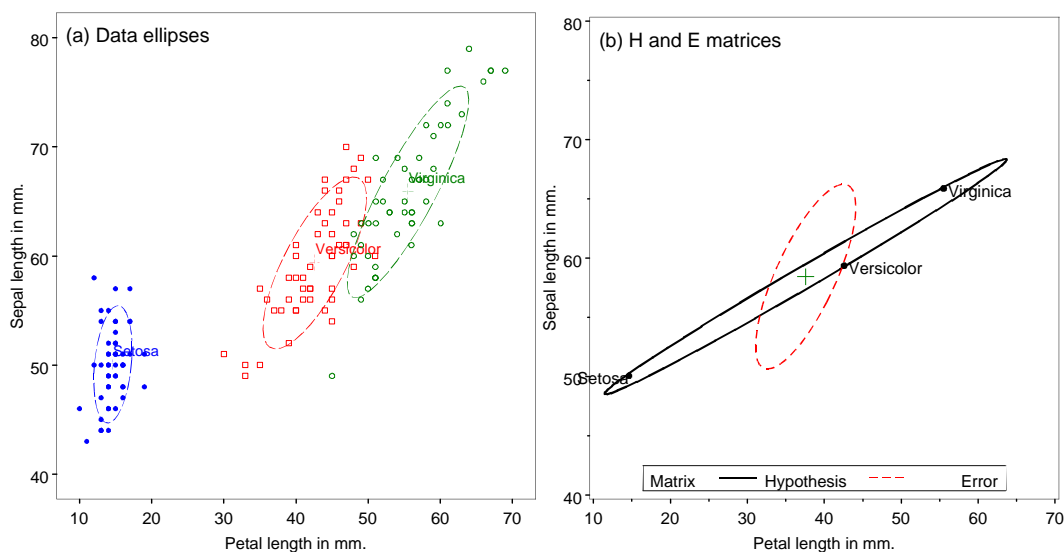 (a) Data ellipses
80
70
60
50
40
Sepal length in mm.
Virginica
Versicolor
Setosa
10 20 30 40 50 60 70
Petal length in mm.
(b) H and E matrices
80
70
60
50
40
Sepal length in mm.
Virginica
Versicolor
Setosa
Matrix Hypothesis Error
10 20 30 40 50 60 70
Petal length in mm.